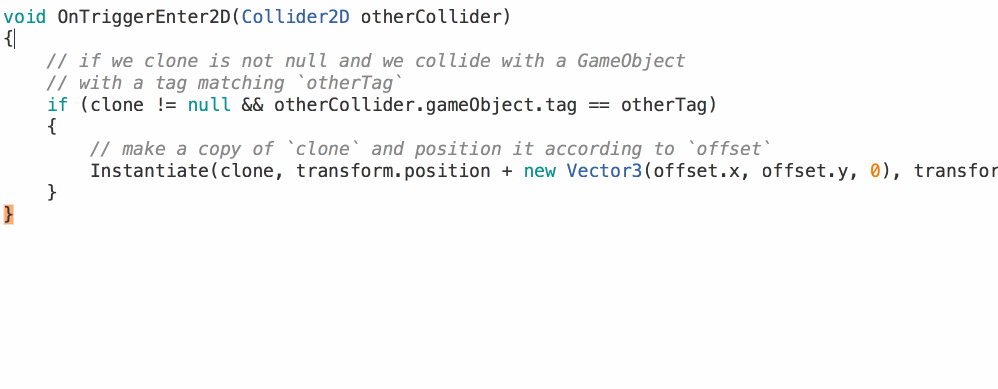 void OnTriggerEnter2D(Collider2D otherCollider)
{
    // if we clone is not null and we collide with a GameObject
    // with a tag matching `otherTag`
    if (clone != null && otherCollider.gameObject.tag == otherTag)
    {
        // make a copy of `clone` and position it according to `offset`
        Instantiate(clone, transform.position + new Vector3(offset.x, offset.y, 0), transfor
    }
}